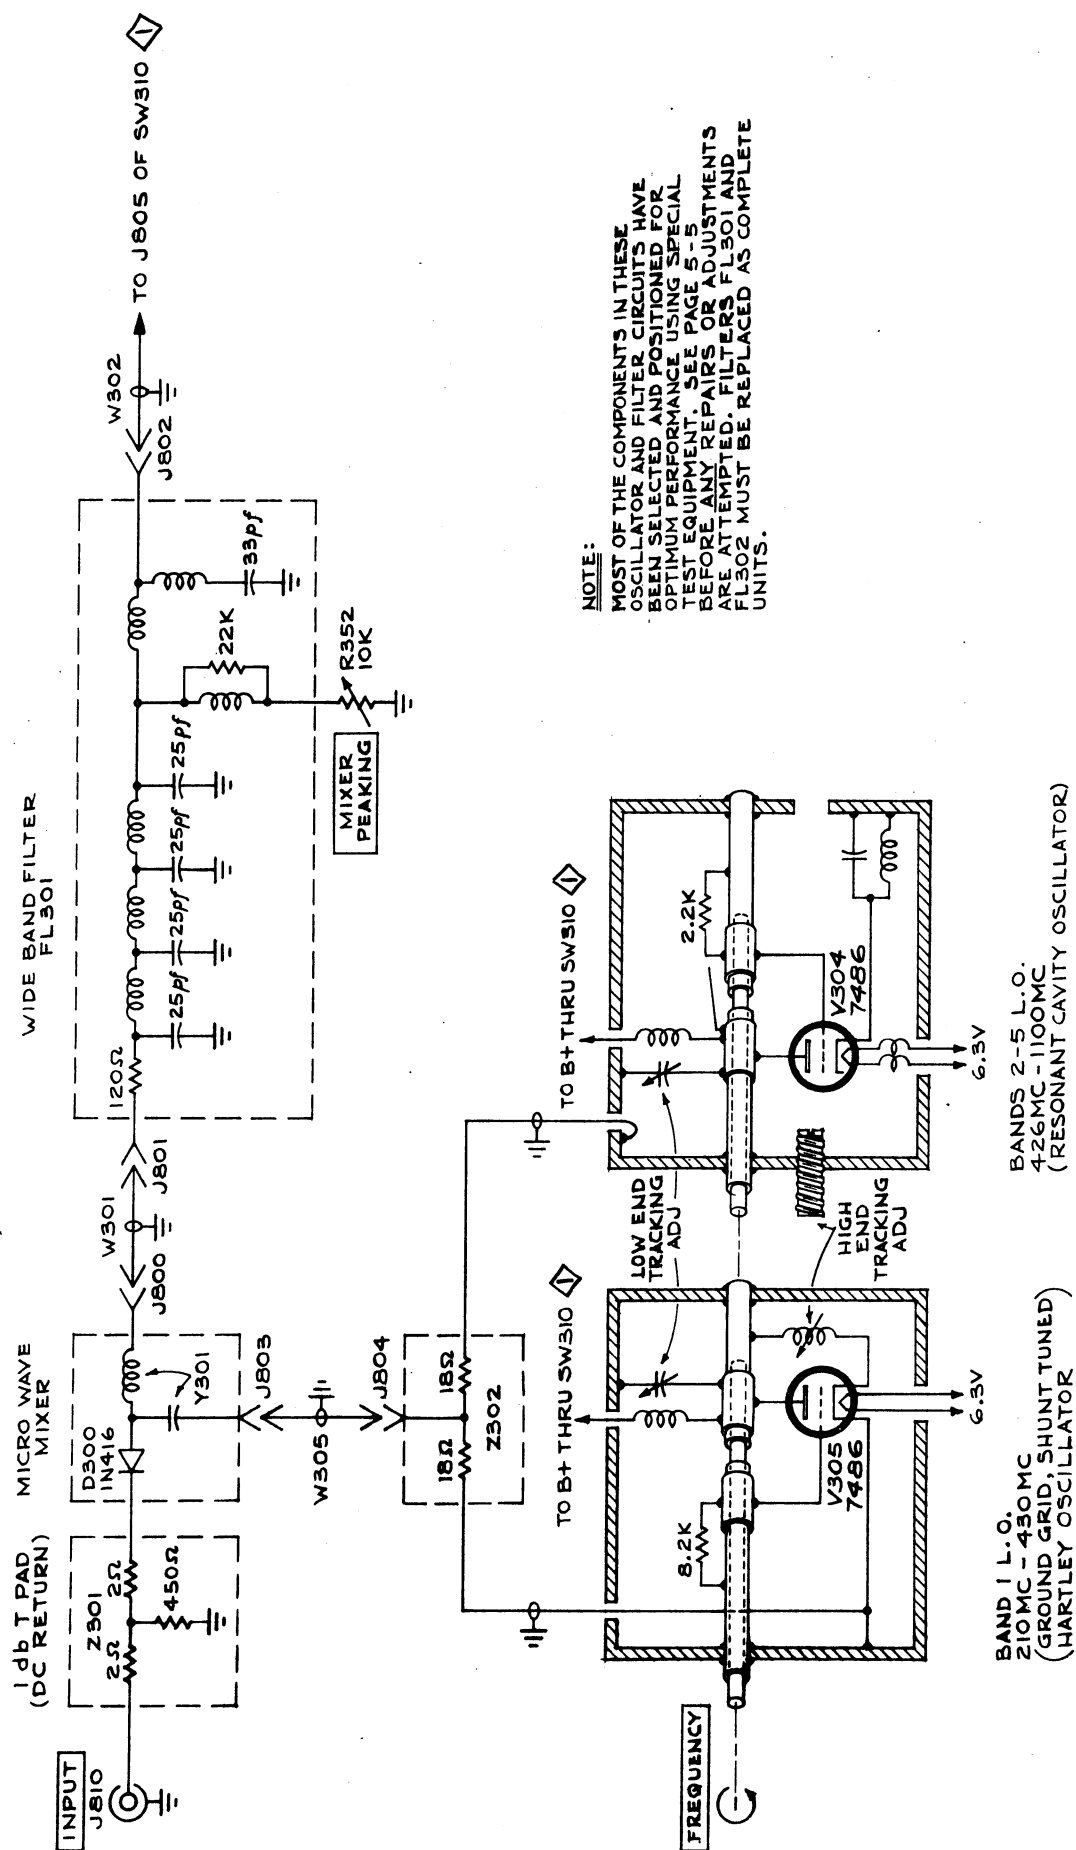 INPUT
J810
1 db T PAD
(DC RETURN)
Z301
2Ω
2Ω
450Ω
MICRO WAVE
MIXER
D300
1N416
Y301
J803
J800
W301
J801
WIDE BAND FILTER
FL301
120Ω
25pf
25pf
25pf
25pf
22K
33pf
MIXER
PEAKING
R352
10K
J802
W302
TO J805 OF SW310
1
W305
J804
18Ω
18Ω
Z302
TO B+ THRU SW310
1
TO B+ THRU SW310
1
LOW END
TRACKING
ADJ
HIGH
END
TRACKING
ADJ
8.2K
V305
7486
6.3V
2.2K
V304
7486
6.3V
FREQUENCY
BAND 1 L.O.
210MC - 430MC
(GROUND GRID, SHUNT TUNED)
(HARTLEY OSCILLATOR
BANDS 2-5 L.O.
426MC-1100MC
(RESONANT CAVITY OSCILLATOR)
NOTE:
MOST OF THE COMPONENTS IN THESE
OSCILLATOR AND FILTER CIRCUITS HAVE
BEEN SELECTED AND POSITIONED FOR
OPTIMUM PERFORMANCE USING SPECIAL
TEST EQUIPMENT. SEE PAGE 5-5
BEFORE ANY REPAIRS OR ADJUSTMENTS
ARE ATTEMPTED. FILTERS FL301 AND
FL302 MUST BE REPLACED AS COMPLETE
UNITS.